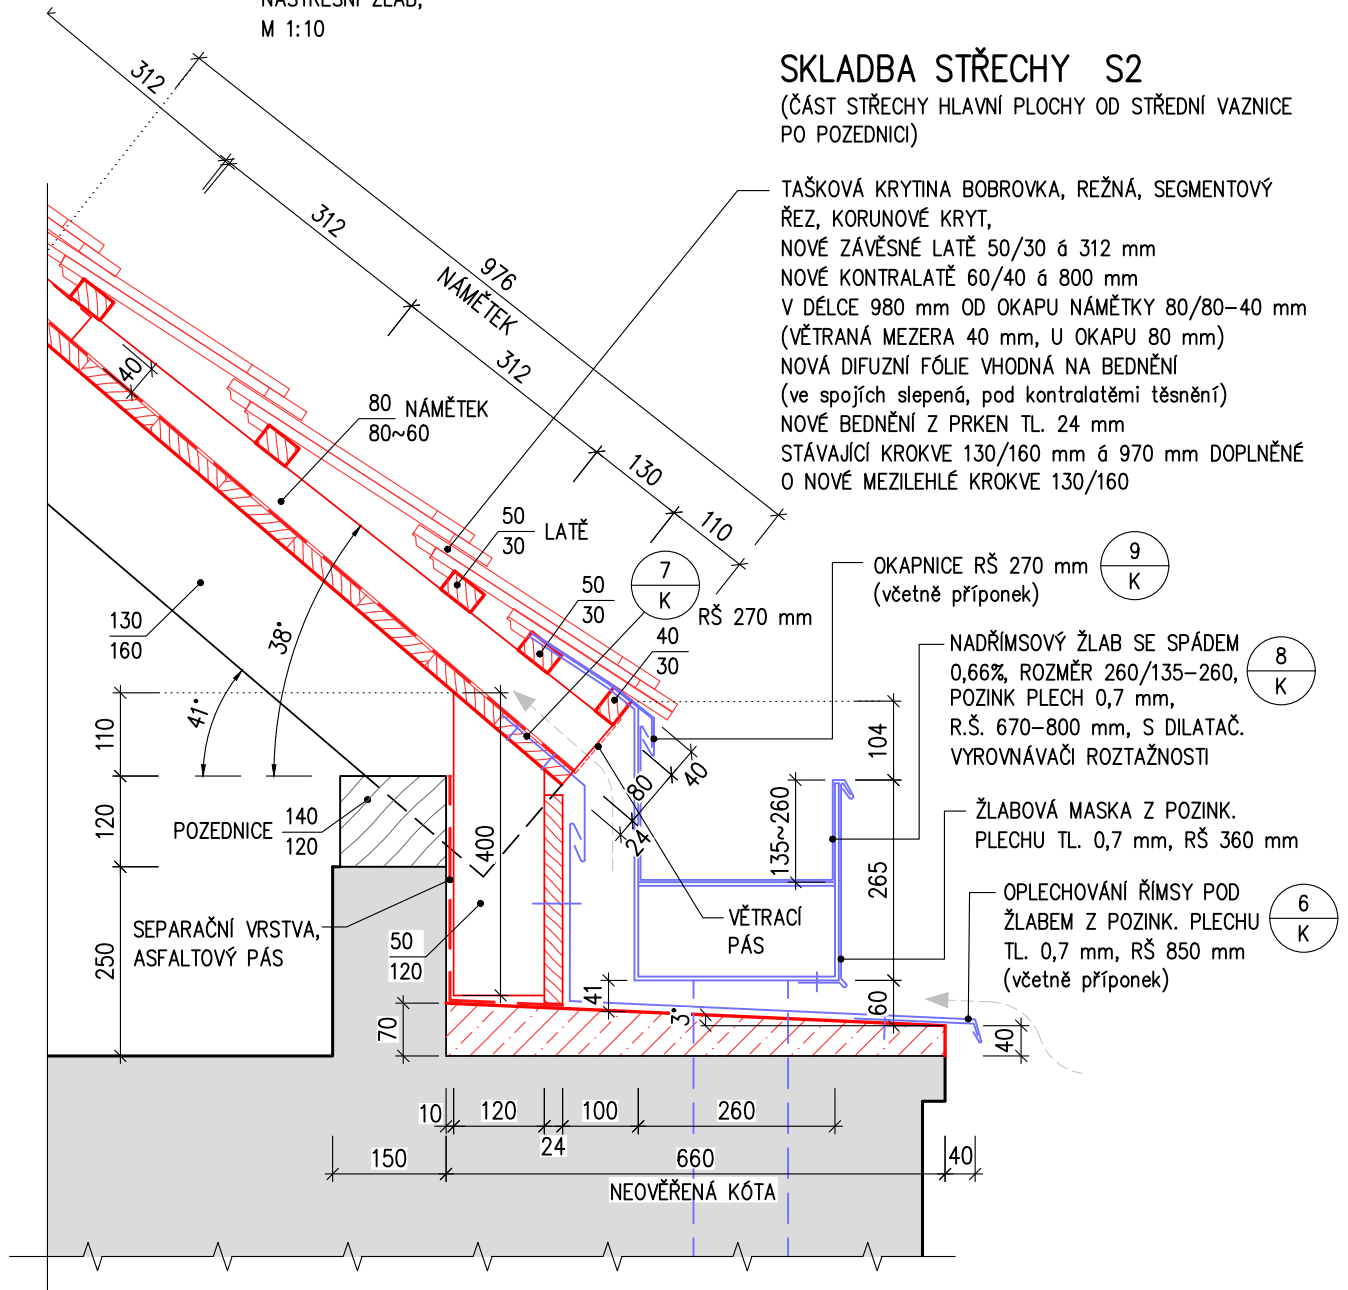 NÁSTŘEŠNÍ ŽLAB,
M 1:10
SKLADBA STŘECHY S2
(ČÁST STŘECHY HLAVNÍ PLOCHY OD STŘEDNÍ VAZNICE
PO POZEDNICI)
TAŠKOVÁ KRYTINA BOBROVKA, REŽNÁ, SEGMENTOVÝ
ŘEZ, KORUNOVÉ KRYT,
NOVÉ ZÁVĚSNÉ LATĚ 50/30 á 312 mm
NOVÉ KONTRALATĚ 60/40 á 800 mm
V DÉLCE 980 mm OD OKAPU NÁMĚTKY 80/80-40 mm
(VĚTRANÁ MEZERA 40 mm, U OKAPU 80 mm)
NOVÁ DIFUZNÍ FÓLIE VHODNÁ NA BEDNĚNÍ
(ve spojích slepená, pod kontralatěmi těsnění)
NOVÉ BEDNĚNÍ Z PRKEN TL. 24 mm
STÁVAJÍCÍ KROKVE 130/160 mm á 970 mm DOPLNĚNÉ
O NOVÉ MEZILEHLÉ KROKVE 130/160
312
312
976
NÁMĚTEK
312
130
110
40
80 NÁMĚTEK
80~60
50
30
LATĚ
50
30
7
K
RŠ 270 mm
40
30
OKAPNICE RŠ 270 mm
(včetně příponek)
9
K
NADŘÍMSOVÝ ŽLAB SE SPÁDEM
0,66%, ROZMĚR 260/135-260,
POZINK PLECH 0,7 mm,
R.Š. 670-800 mm, S DILATAČ.
VYROVNÁVAČI ROZTAŽNOSTI
8
K
ŽLABOVÁ MASKA Z POZINK.
PLECHU TL. 0,7 mm, RŠ 360 mm
OPLECHOVÁNÍ ŘÍMSY POD
ŽLABEM Z POZINK. PLECHU
TL. 0,7 mm, RŠ 850 mm
(včetně příponek)
6
K
130
160
38°
41°
110
120
250
70
POZEDNICE
140
120
SEPARAČNÍ VRSTVA,
ASFALTOVÝ PÁS
50
120
400
VĚTRACÍ
PÁS
40
80
24
104
135~260
265
60
41
3°
40
10
120
24
100
260
150
660
40
NEOVĚŘENÁ KÓTA